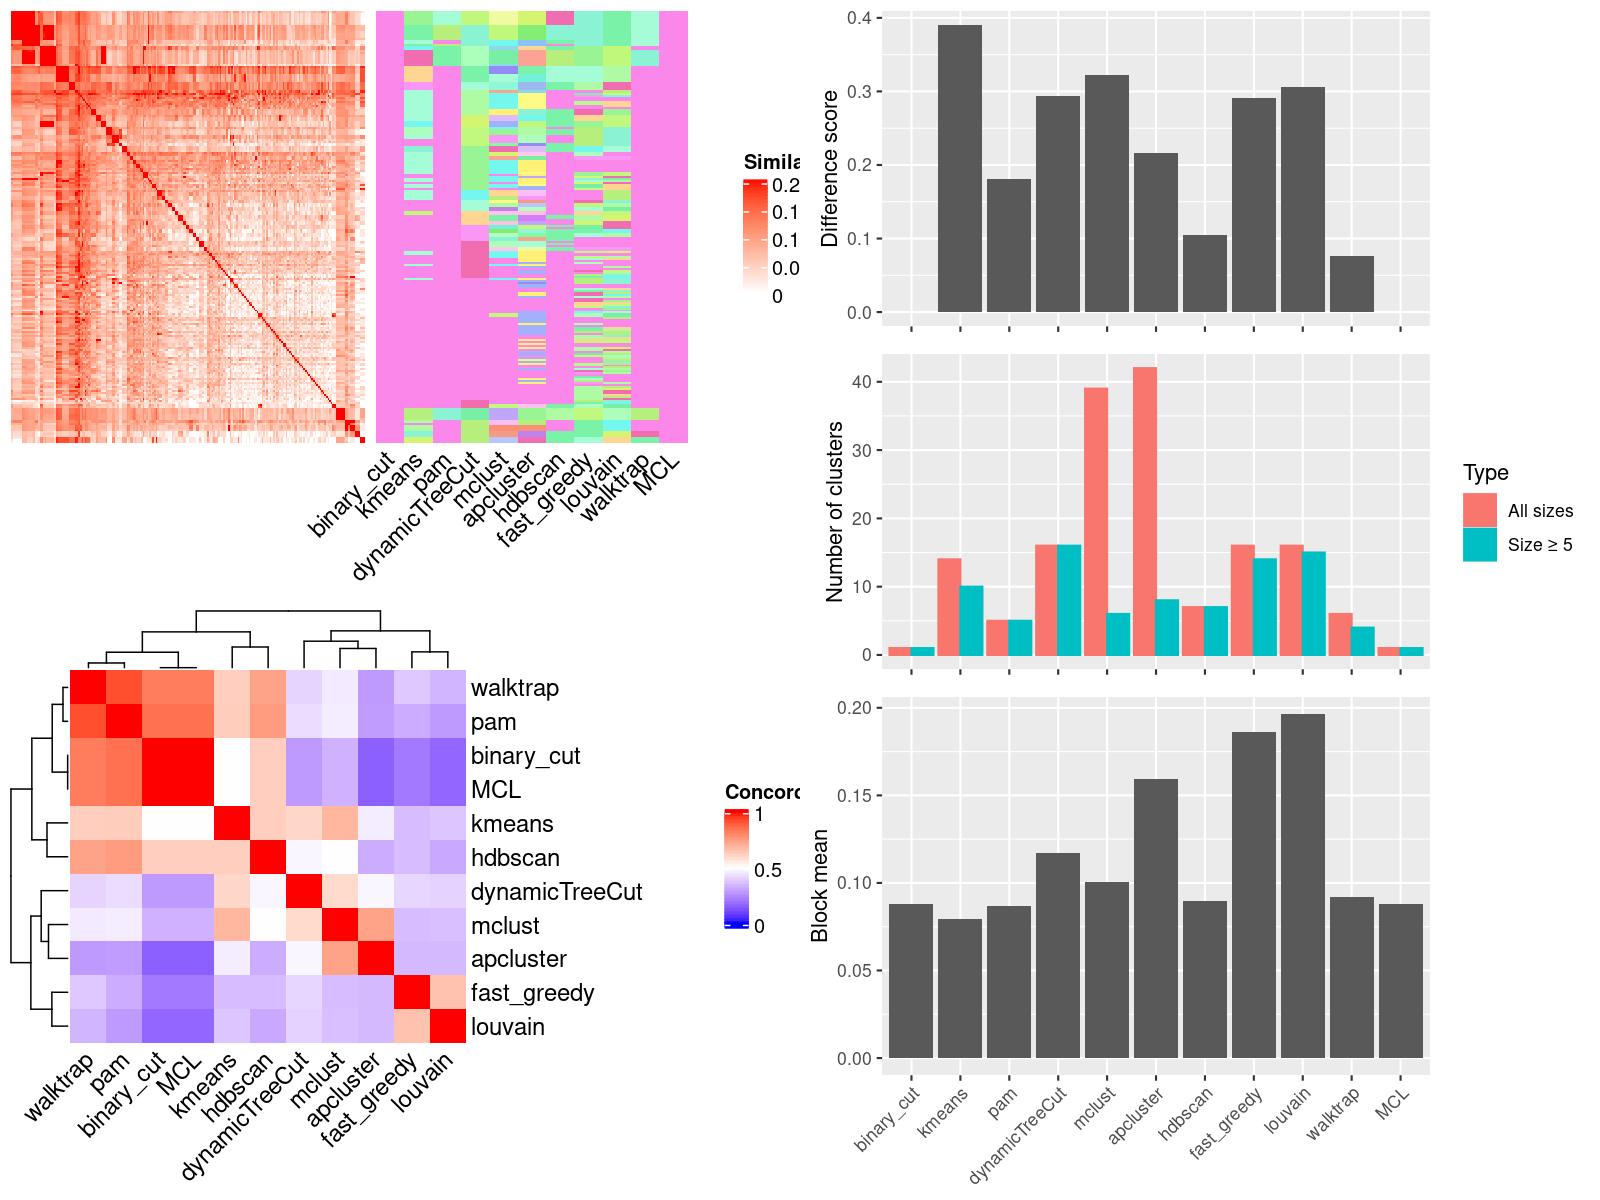 Simila
0.2
0.1
0.1
0.0
0
binary_cut
kmeans
pam
dynamicTreeCut
mclust
apcluster
hdbscan
fast_greedy
louvain
walktrap
MCL
walktrap
pam
binary_cut
MCL
kmeans
hdbscan
dynamicTreeCut
mclust
apcluster
fast_greedy
louvain
Concord
1
0.5
0
walktrap
pam
binary_cut
MCL
kmeans
hdbscan
dynamicTreeCut
mclust
apcluster
fast_greedy
louvain
Difference score
0.4
0.3
0.2
0.1
0.0
Number of clusters
40
30
20
10
0
Type
All sizes
Size ≥ 5
Block mean
0.20
0.15
0.10
0.05
0.00
binary_cut
kmeans
pam
dynamicTreeCut
mclust
apcluster
hdbscan
fast_greedy
louvain
walktrap
MCL